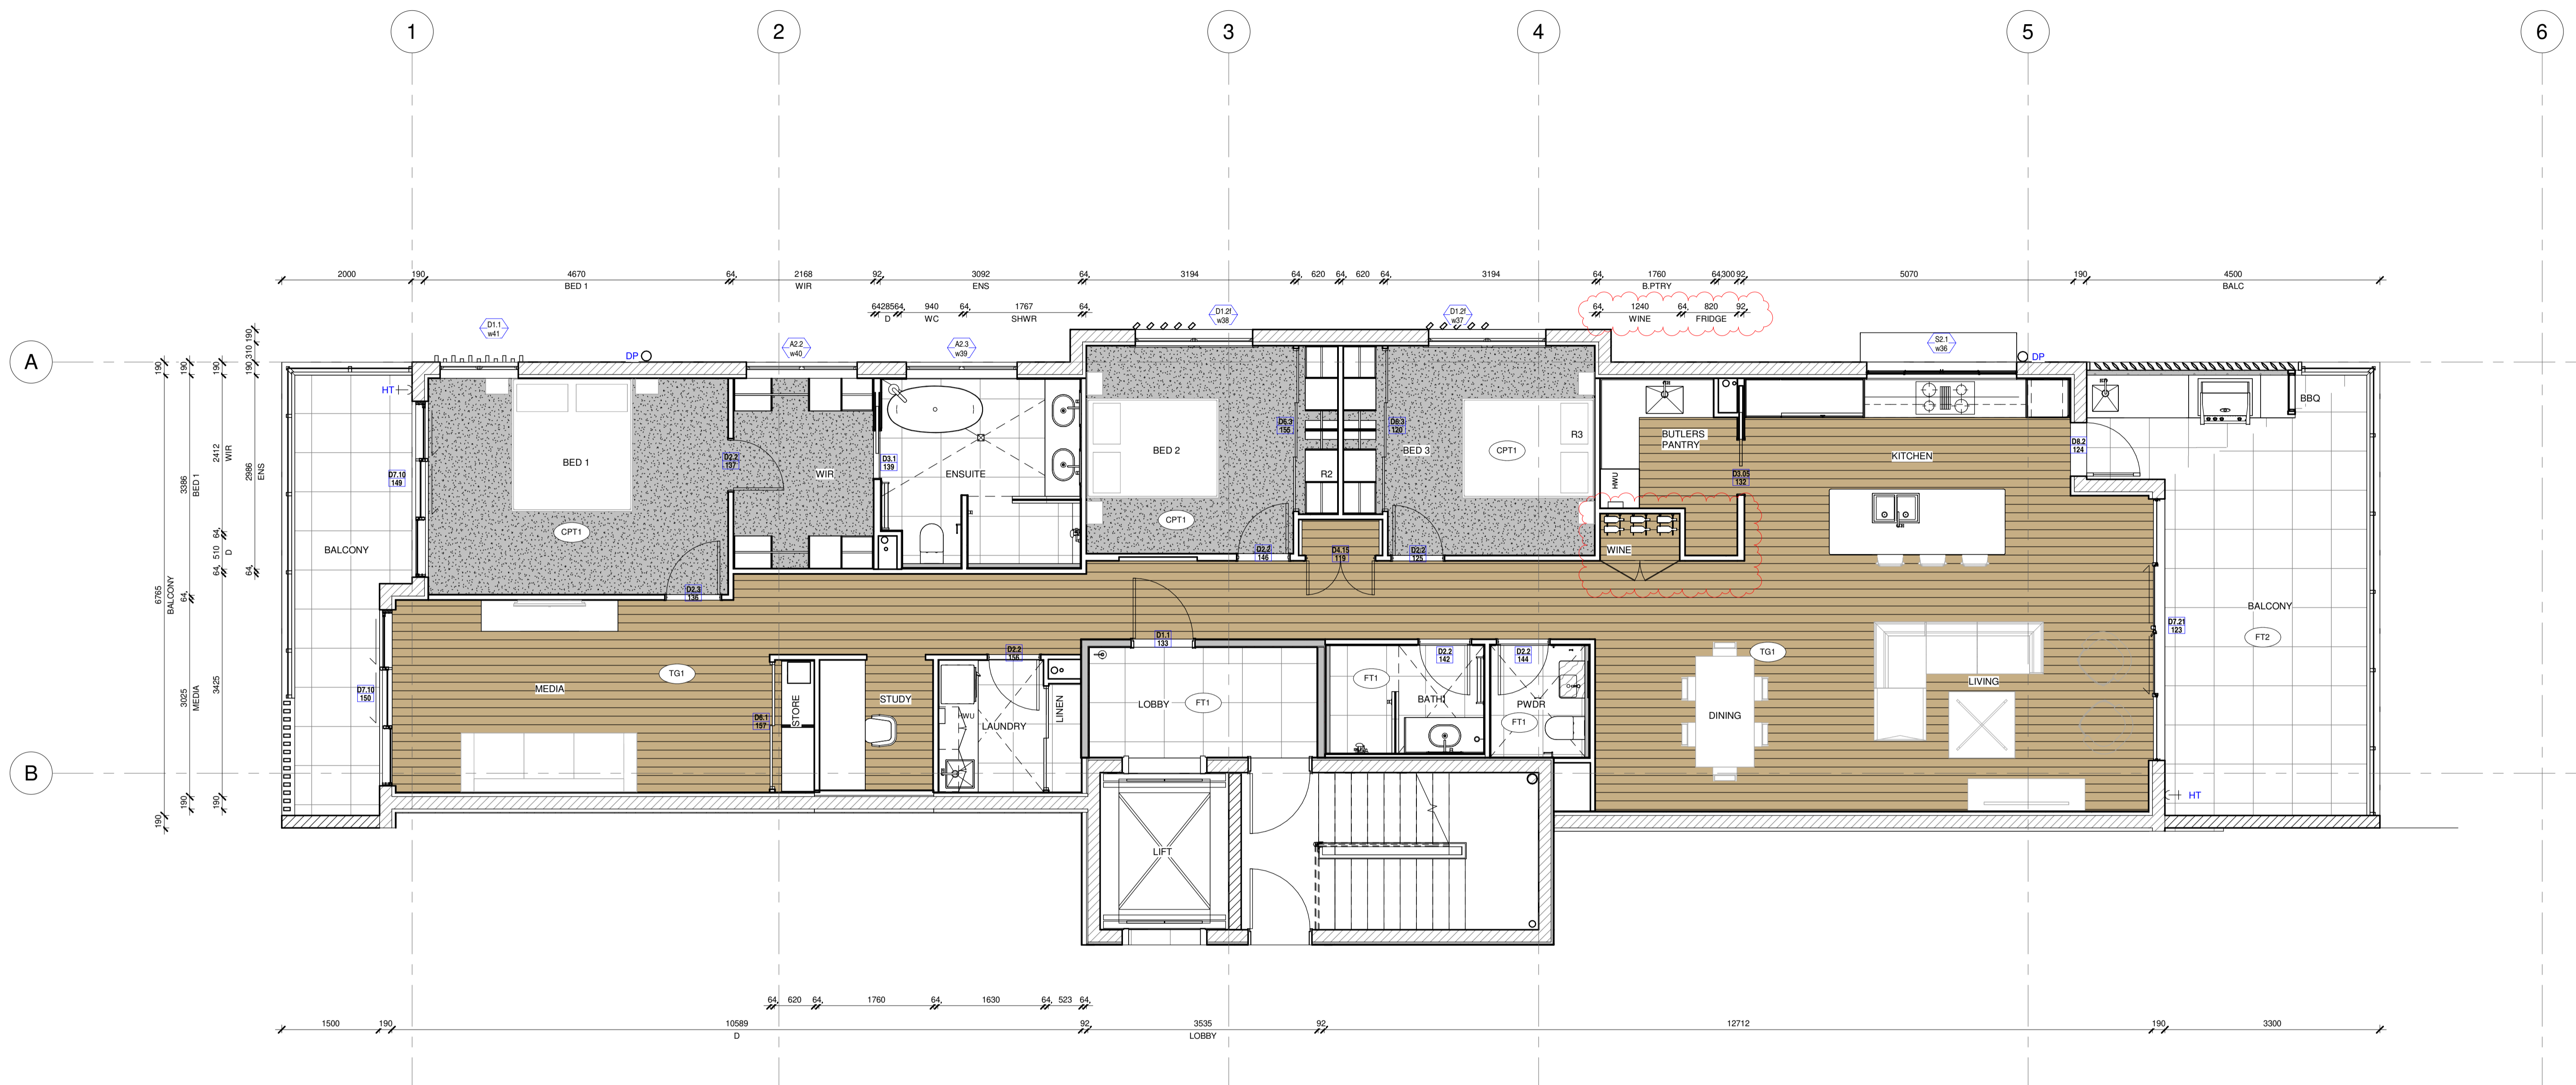 1 2 3 4 5 6
2000 190 4670 64 2168 92 3092 64 3194 64 620 64 620 64 3194 64 1760 64 300 92 5070 190 4500
BED 1 WIR ENS B.PTRY BALC
64 285 64 940 64 1767 64 64 1240 64 820 92
D WC SHWR WINE FRIDGE
D1.1
w41
A2.2
w40
A2.3
w39
D1.2f
w38
D1.2f
w37
S2.1
w36
A
DP
DP
HT
190 310 190
190 190 190 190
6765
BALCONY
190
3386
BED 1
64
3025
MEDIA
190
2412
WIR
64
510
D
64
3425
190
2986
ENS
64
BALCONY
D7.10
149
BED 1
CPT1
D2.2
137
WIR
D3.1
139
ENSUITE
BED 2
CPT1
D6.3
155
R2
D6.3
120
BED 3
CPT1
R3
BUTLERS
PANTRY
HWU
D3.05
132
KITCHEN
D8.2
124
BBQ
D2.3
136
D2.2
146
D4.15
119
D2.2
125
WINE
BALCONY
FT2
D7.21
123
D7.10
150
MEDIA
TG1
D6.1
157
STORE
STUDY
D2.2
156
HWU
LAUNDRY
LINEN
D1.1
133
LOBBY
FT1
FT1
BATH1
D2.2
142
D2.2
144
PWDR
FT1
DINING
TG1
LIVING
HT
B
LIFT
64 620 64 1760 64 1630 64 523 64
1500 190 10589 92 3535 92 12712 190 3300
D LOBBY